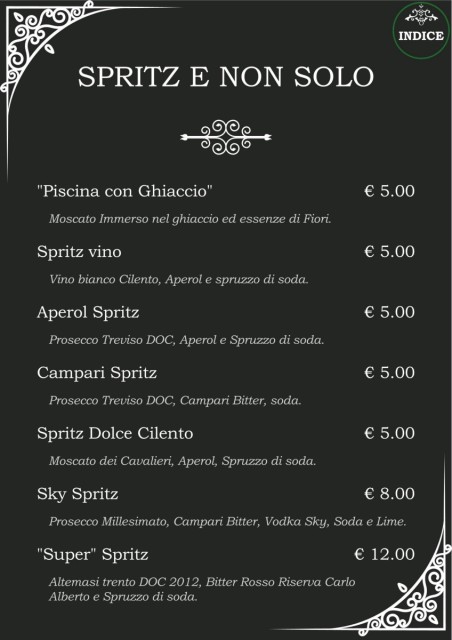 INDICE
SPRITZ E NON SOLO
"Piscina con Ghiaccio" € 5.00
Moscato Immerso nel ghiaccio ed essenze di Fiori.
Spritz vino € 5.00
Vino bianco Cilento, Aperol e spruzzo di soda.
Aperol Spritz € 5.00
Prosecco Treviso DOC, Aperol e Spruzzo di soda.
Campari Spritz € 5.00
Prosecco Treviso DOC, Campari Bitter, soda.
Spritz Dolce Cilento € 5.00
Moscato dei Cavalieri, Aperol, Spruzzo di soda.
Sky Spritz € 8.00
Prosecco Millesimato, Campari Bitter, Vodka Sky, Soda e Lime.
"Super" Spritz € 12.00
Altemasi trento DOC 2012, Bitter Rosso Riserva Carlo
Alberto e Spruzzo di soda.